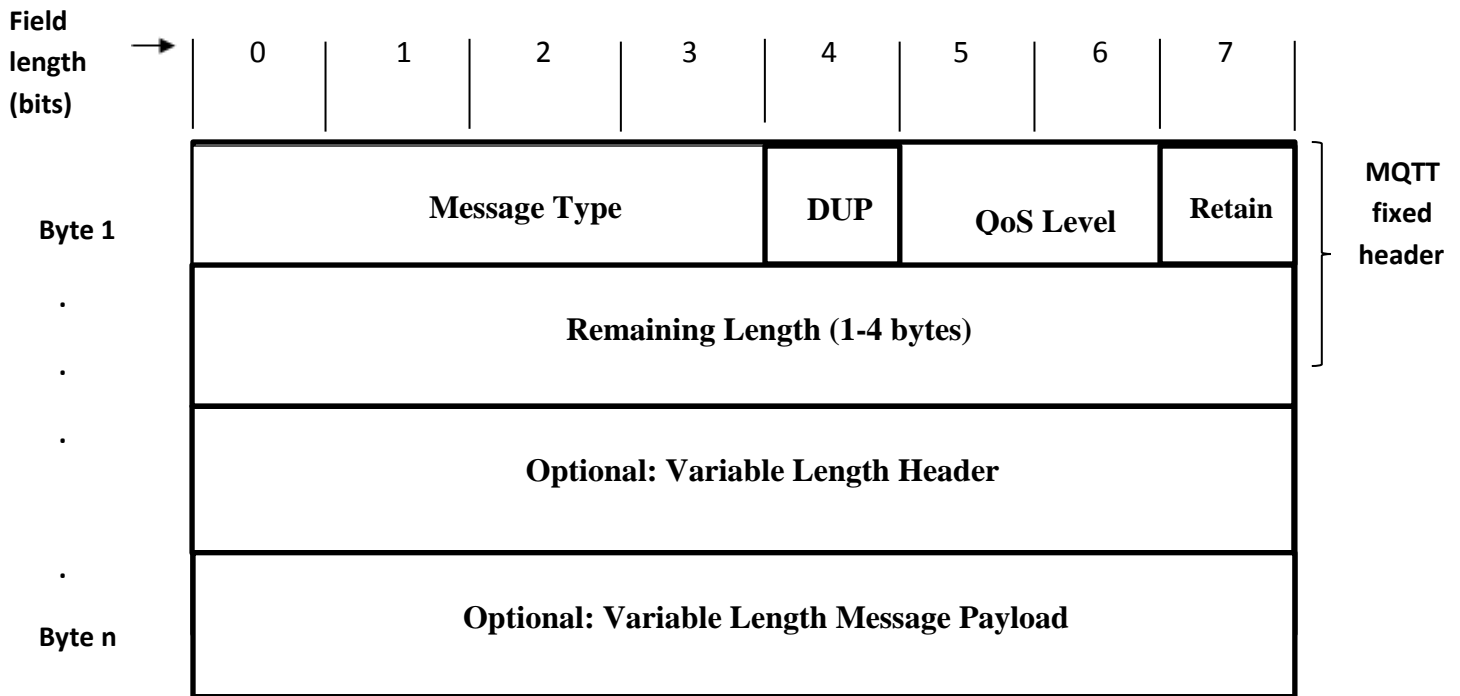 Field
length
(bits)
0 1 2 3 4 5 6 7
Message Type DUP QoS Level Retain
MQTT
fixed
header
Byte 1
.
Remaining Length (1-4 bytes)
.
.
Optional: Variable Length Header
.
Optional: Variable Length Message Payload
Byte n